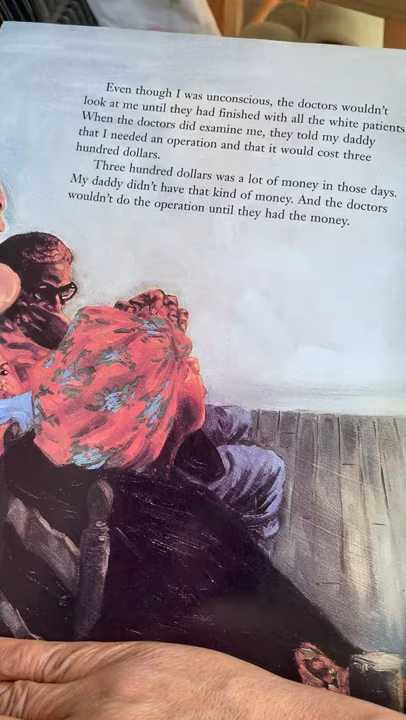 Even though I was unconscious, the doctors wouldn't
look at me until they had finished with all the white patients.
When the doctors did examine me, they told my daddy
that I needed an operation and that it would cost three
hundred dollars.
Three hundred dollars was a lot of money in those days.
My daddy didn't have that kind of money. And the doctors
wouldn't do the operation until they had the money.